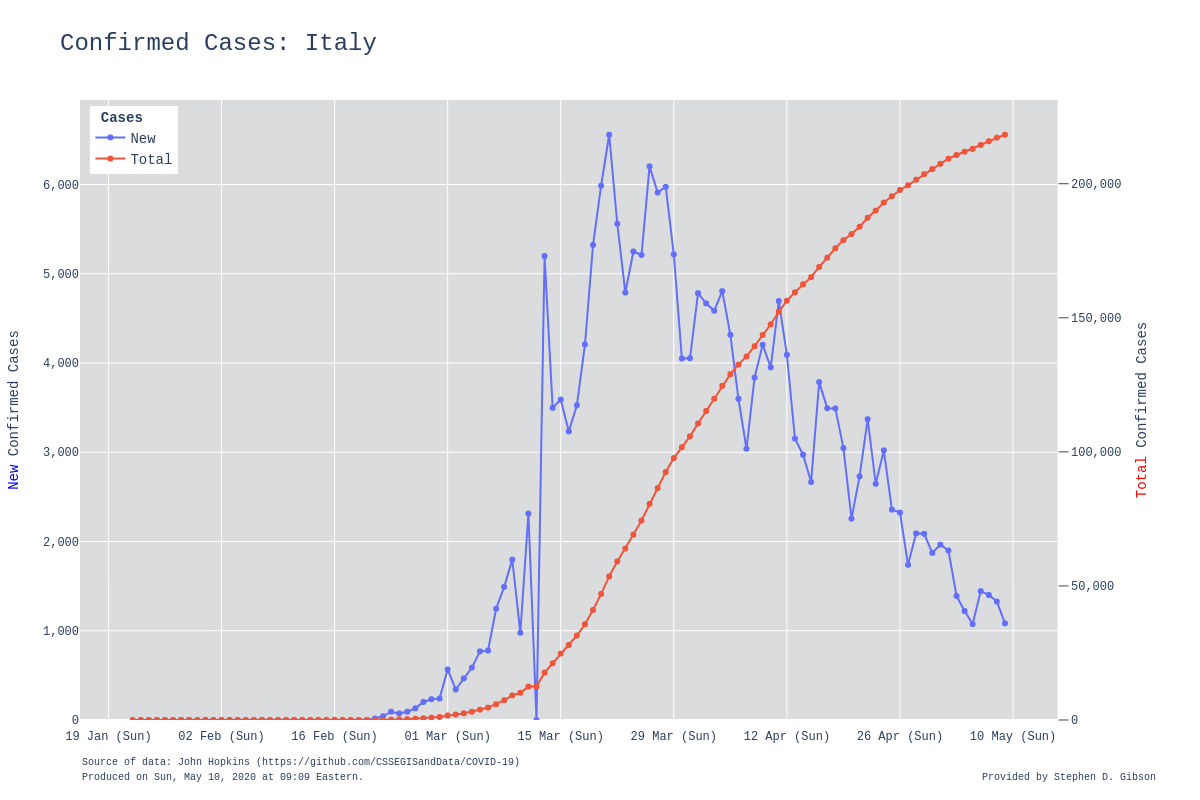 Confirmed Cases: Italy
Cases
New
Total
6,000
5,000
4,000
3,000
2,000
1,000
0
New Confirmed Cases
200,000
150,000
100,000
50,000
0
Total Confirmed Cases
19 Jan (Sun) 02 Feb (Sun) 16 Feb (Sun) 01 Mar (Sun) 15 Mar (Sun) 29 Mar (Sun) 12 Apr (Sun) 26 Apr (Sun) 10 May (Sun)
Source of data: John Hopkins (https://github.com/CSSEGISandData/COVID-19)
Produced on Sun, May 10, 2020 at 09:09 Eastern.
Provided by Stephen D. Gibson